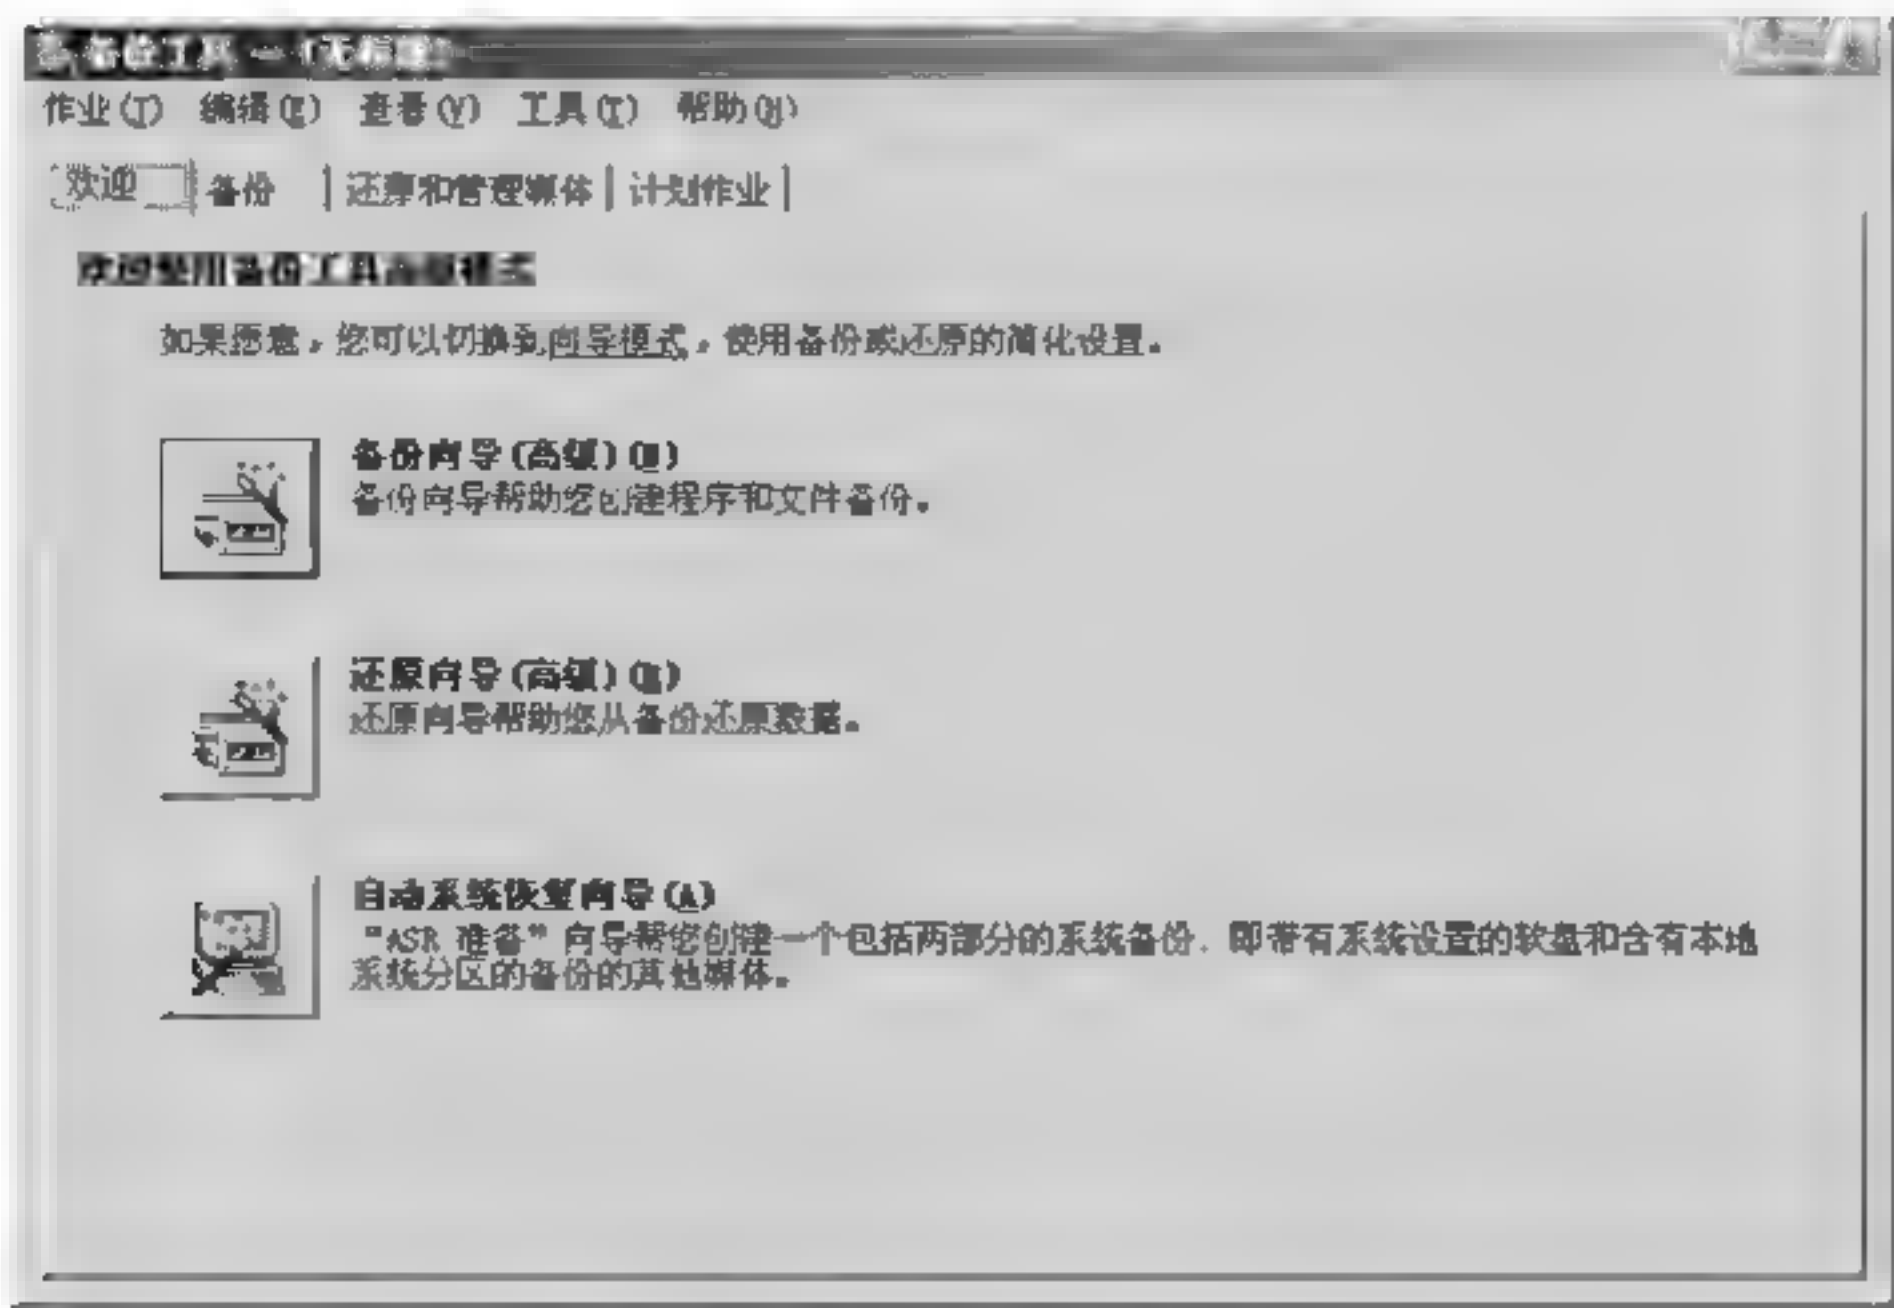 备份工具 - [无标题]
作业(J) 编辑(E) 查看(V) 工具(T) 帮助(H)
欢迎 备份 还原和管理媒体 计划作业
欢迎使用备份工具高级模式
如果愿意，您可以切换到向导模式，使用备份或还原的简化设置。
备份向导(高级)(B)
备份向导帮助您创建程序和文件备份。
还原向导(高级)(R)
还原向导帮助您从备份还原数据。
自动系统恢复向导(A)
“ASR 准备”向导帮您创建一个包括两部分的系统备份，即带有系统设置的软盘和含有本地
系统分区的备份的其他媒体。